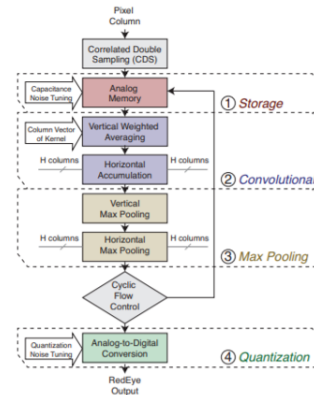 Pixel
Column
Correlated Double
Sampling (CDS)
Capacitance
Noise Tuning
Analog
Memory
① Storage
Column Vector
of Kernel
Vertical Weighted
Averaging
H columns
Horizontal
Accumulation
H columns
② Convolutional
Vertical
Max Pooling
H columns
Horizontal
Max Pooling
H columns
③ Max Pooling
Cyclic
Flow
Control
Quantization
Noise Tuning
Analog-to-Digital
Conversion
④ Quantization
RedEye
Output